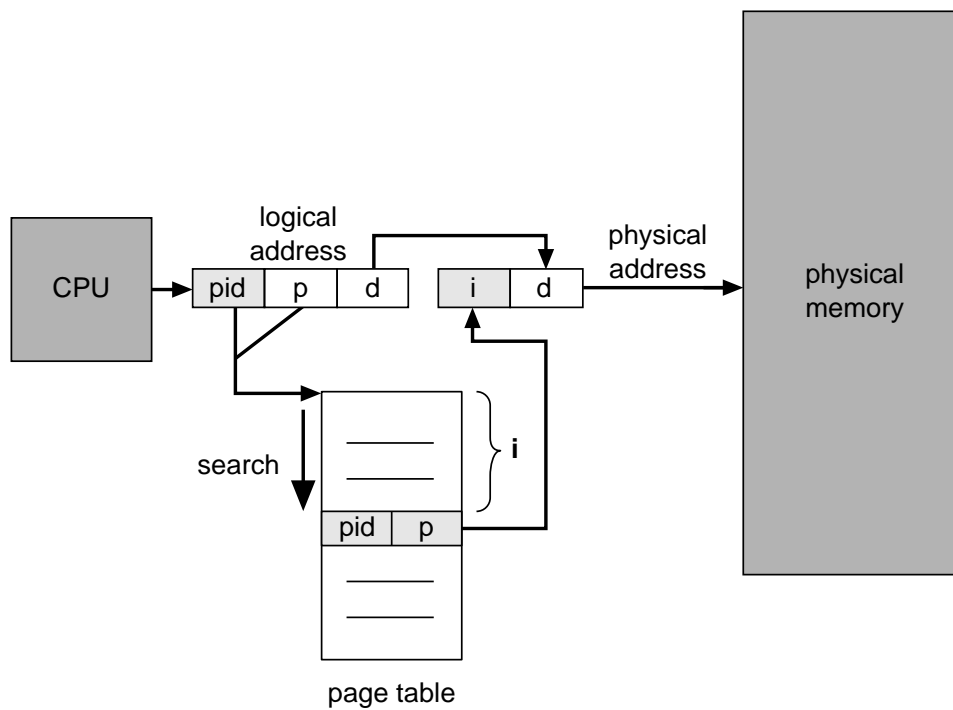 logical
address
physical
address
CPU
pid p d
i d
physical
memory
search
i
pid p
page table